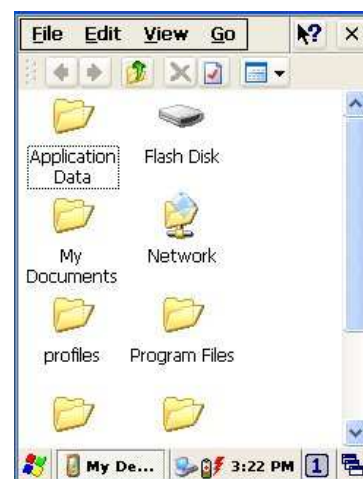 File Edit View Go ? ×
Application Data
Flash Disk
My Documents
Network
profiles
Program Files
My De... 3:22 PM 1